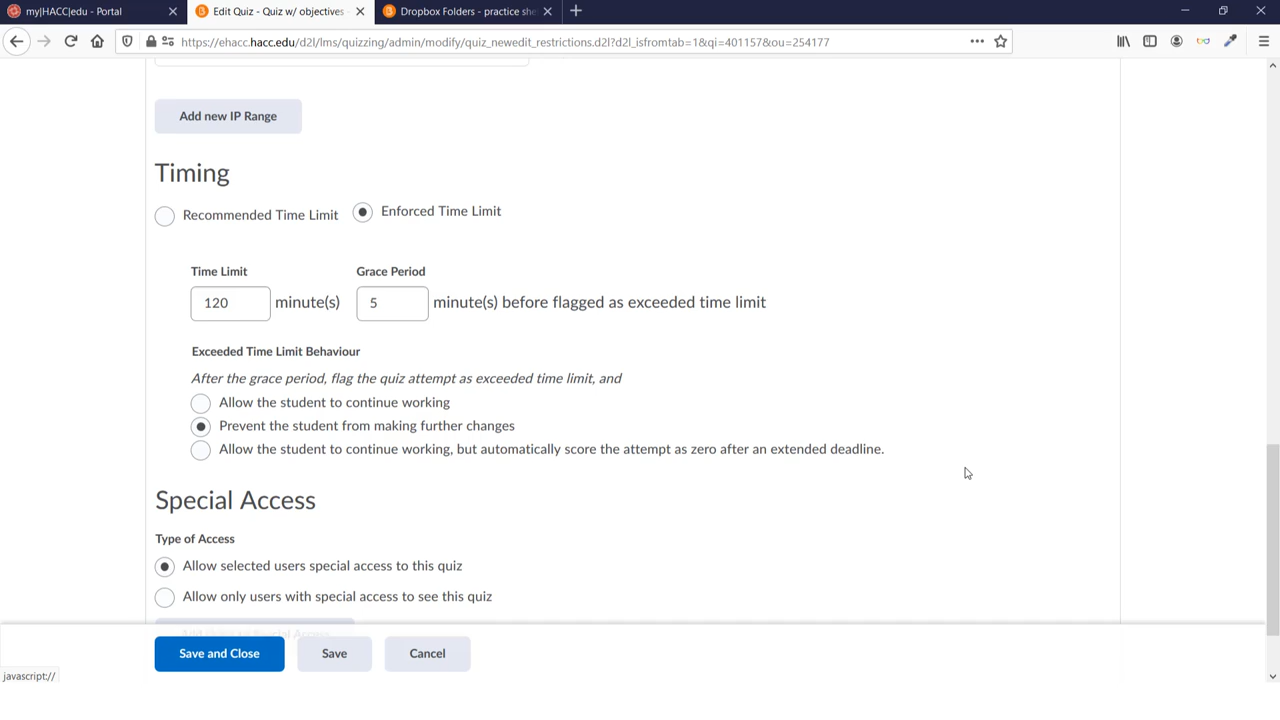 my|HACC|edu - Portal
Edit Quiz - Quiz w/ objectives -
Dropbox Folders - practice she
https://ehacc.hacc.edu/d2l/lms/quizzing/admin/modify/quiz_newedit_restrictions.d2l?d2l_isfromtab=1&qi=401157&ou=254177
Add new IP Range
Timing
Recommended Time Limit
Enforced Time Limit
Time Limit
Grace Period
120 minute(s)
5 minute(s) before flagged as exceeded time limit
Exceeded Time Limit Behaviour
After the grace period, flag the quiz attempt as exceeded time limit, and
Allow the student to continue working
Prevent the student from making further changes
Allow the student to continue working, but automatically score the attempt as zero after an extended deadline.
Special Access
Type of Access
Allow selected users special access to this quiz
Allow only users with special access to see this quiz
Save and Close
Save
Cancel
javascript://